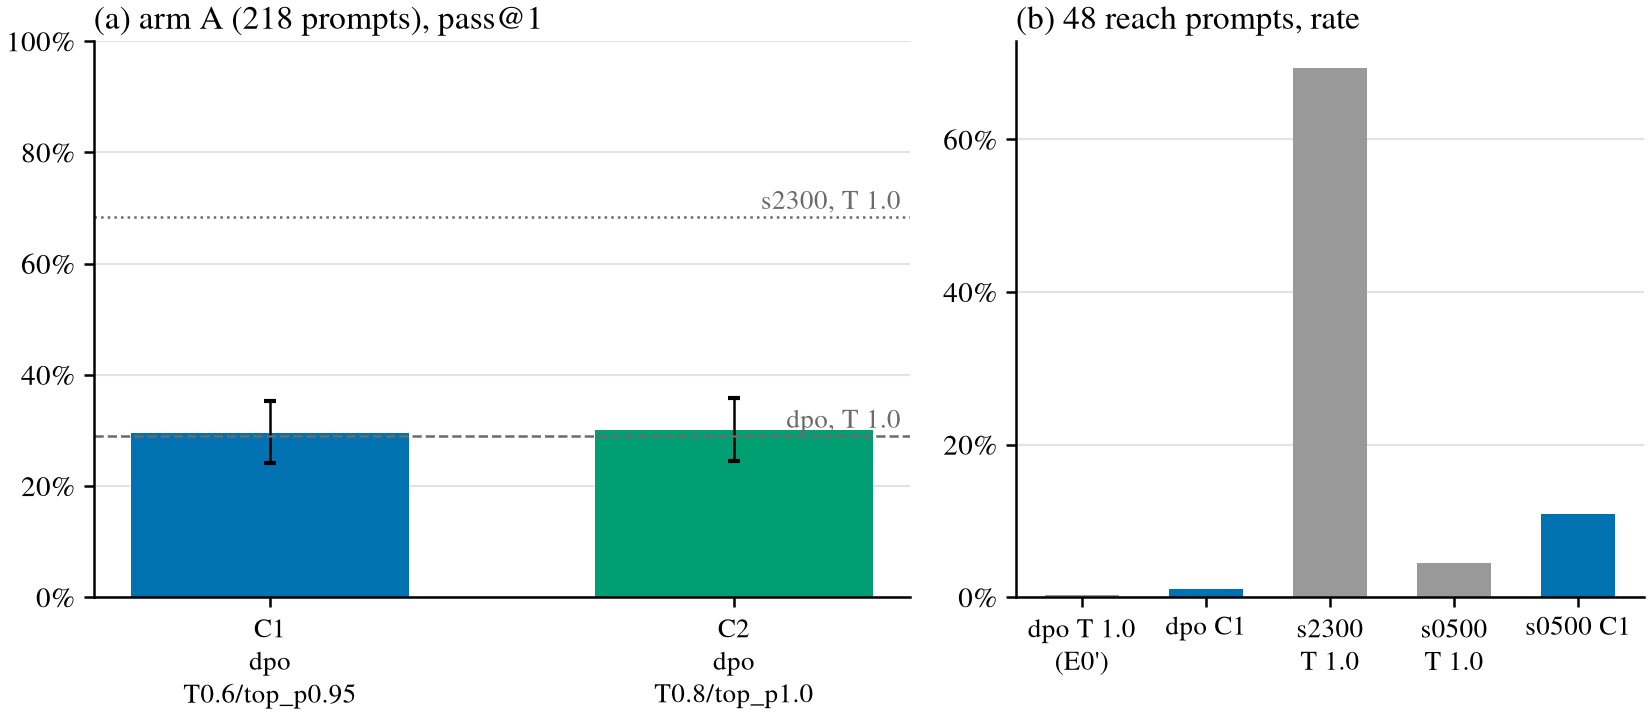 (a) arm A (218 prompts), pass@1
100%
80%
60%
40%
20%
0%
s2300, T 1.0
dpo, T 1.0
C1
dpo
T0.6/top_p0.95
C2
dpo
T0.8/top_p1.0
(b) 48 reach prompts, rate
60%
40%
20%
0%
dpo T 1.0
(E0')
dpo C1
s2300
T 1.0
s0500
T 1.0
s0500 C1